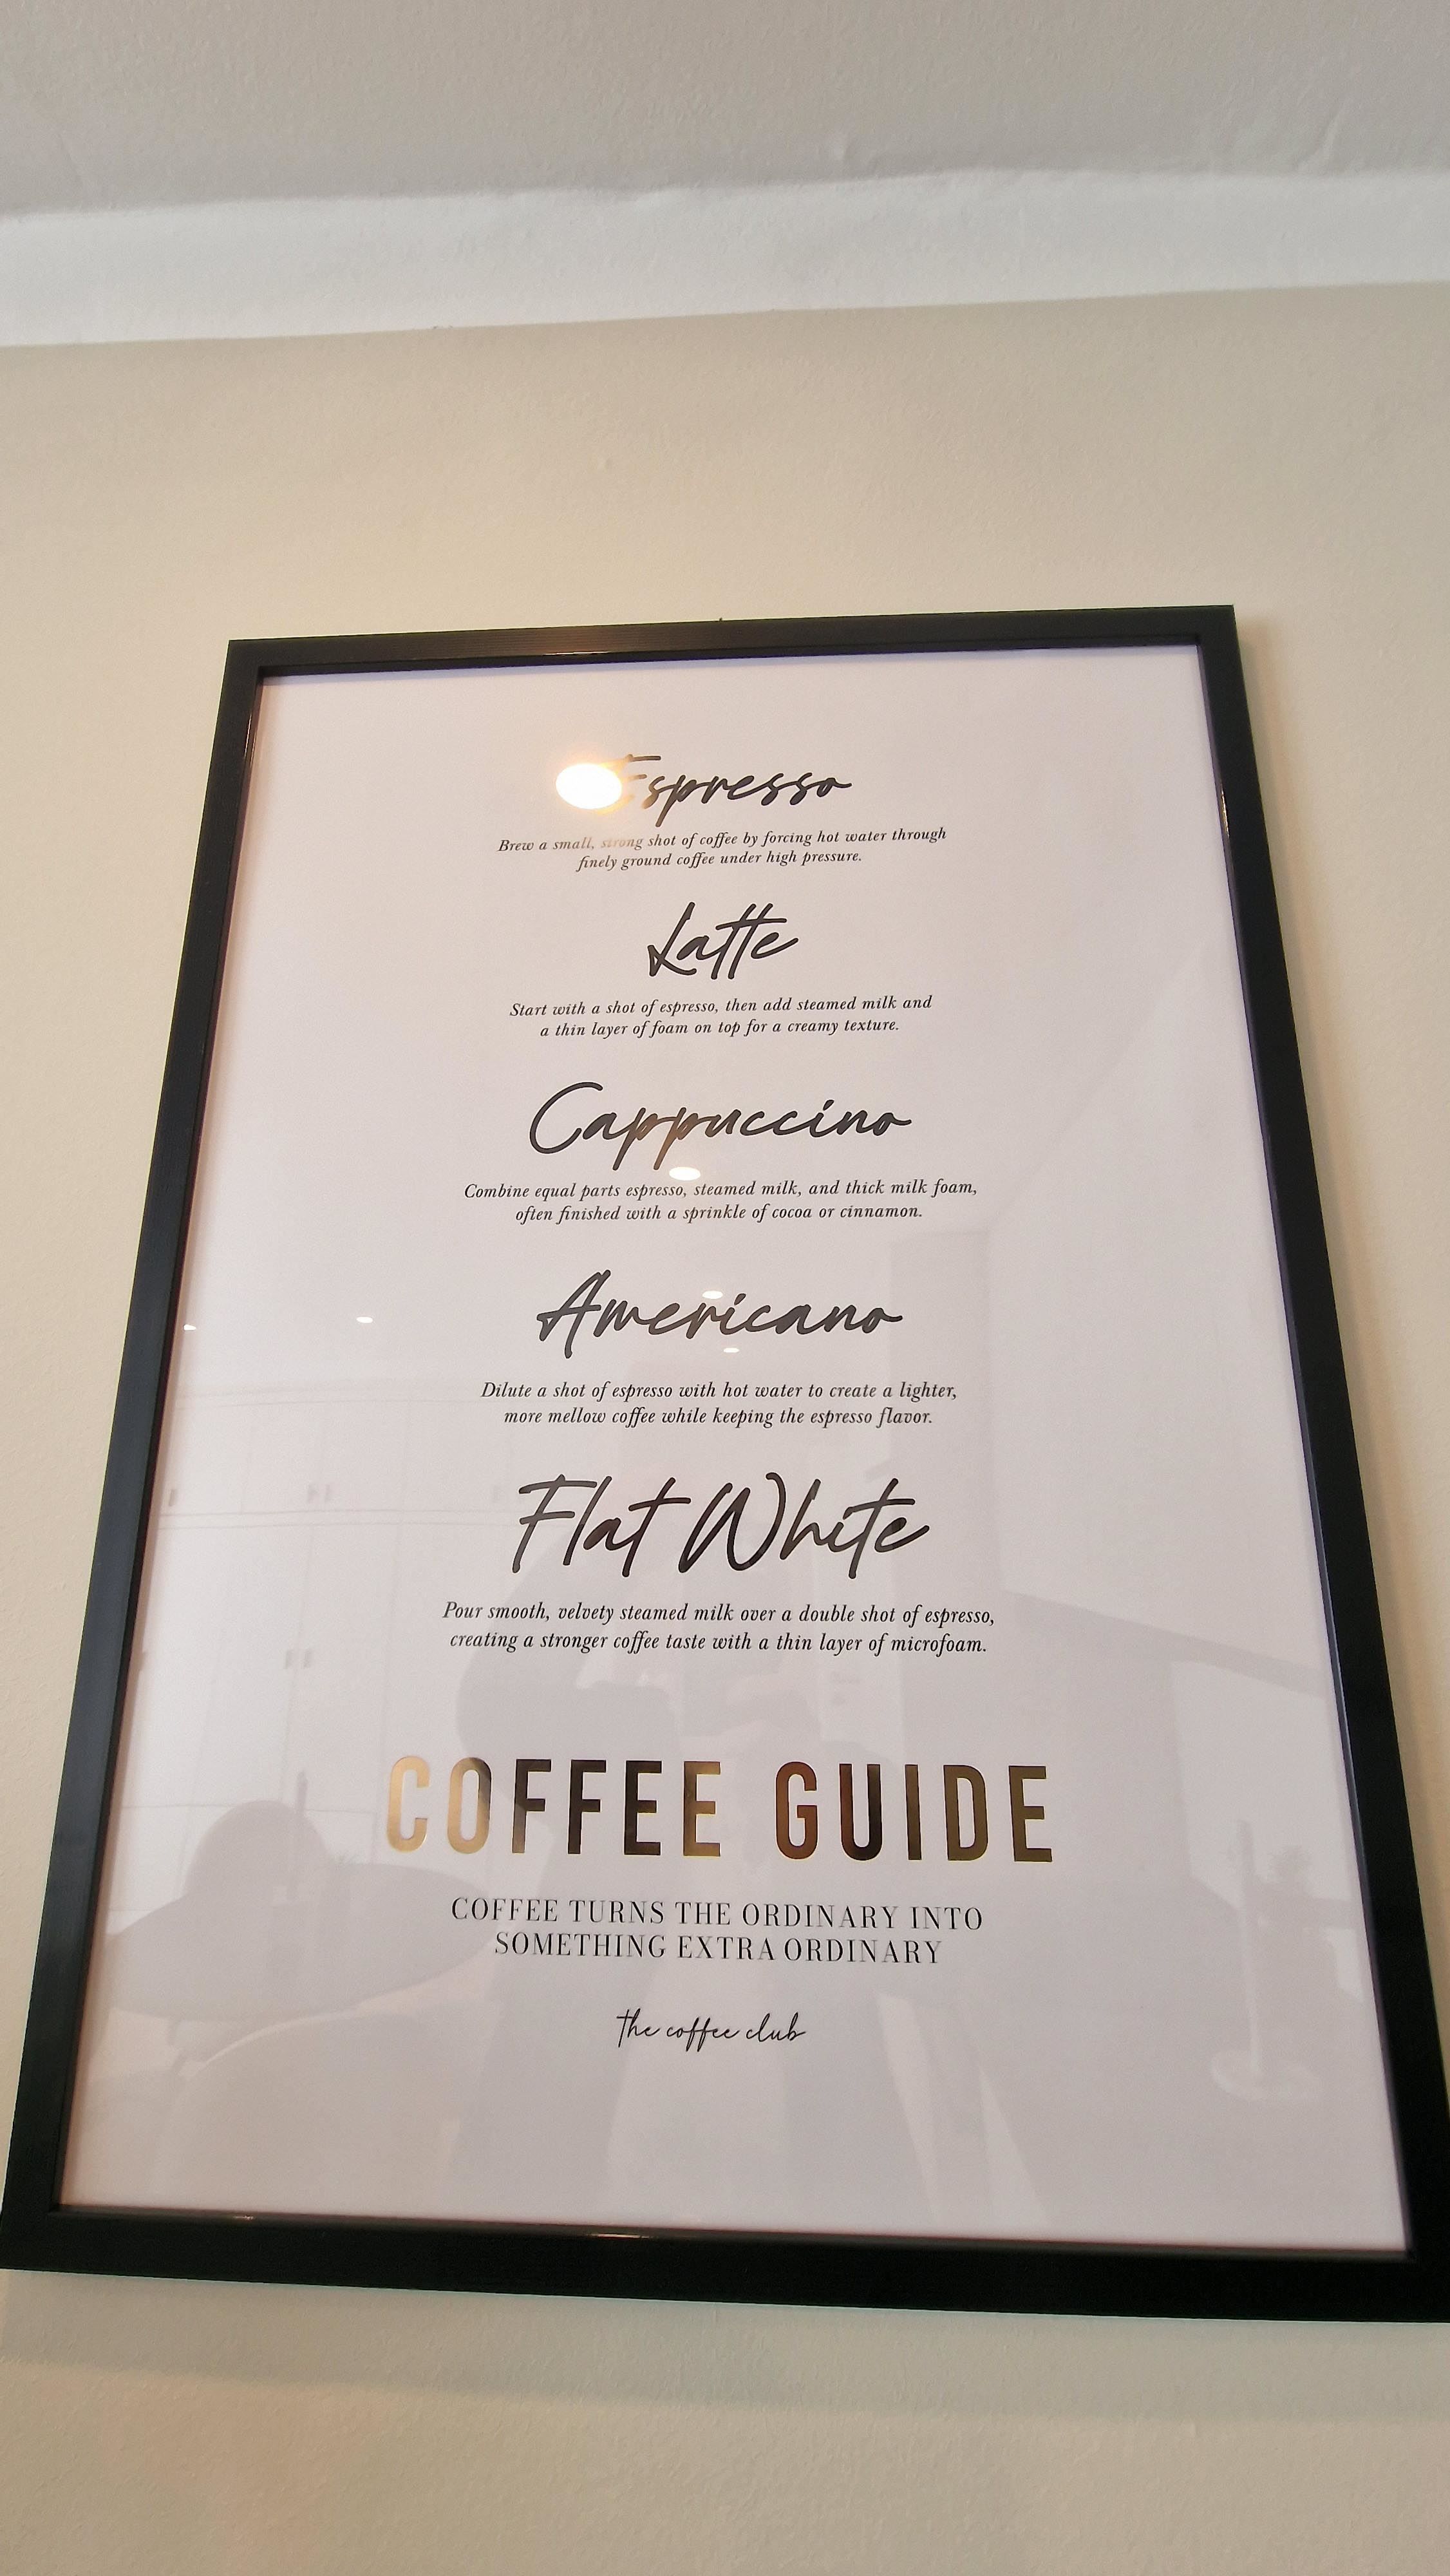 Espresso
Brew a small, strong shot of coffee by forcing hot water through
finely ground coffee under high pressure.
Latte
Start with a shot of espresso, then add steamed milk and
a thin layer of foam on top for a creamy texture.
Cappuccino
Combine equal parts espresso, steamed milk, and thick milk foam,
often finished with a sprinkle of cocoa or cinnamon.
Americano
Dilute a shot of espresso with hot water to create a lighter,
more mellow coffee while keeping the espresso flavor.
Flat White
Pour smooth, velvety steamed milk over a double shot of espresso,
creating a stronger coffee taste with a thin layer of microfoam.
COFFEE GUIDE
COFFEE TURNS THE ORDINARY INTO
SOMETHING EXTRA ORDINARY
the coffee club